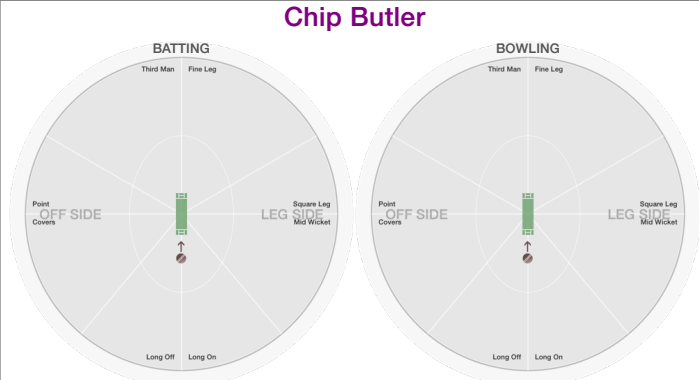 Chip Butler
BATTING
BOWLING
Third Man
Fine Leg
Third Man
Fine Leg
Point
OFF SIDE
Covers
Square Leg
LEG SIDE
Mid Wicket
Point
OFF SIDE
Covers
Square Leg
LEG SIDE
Mid Wicket
Long Off
Long On
Long Off
Long On